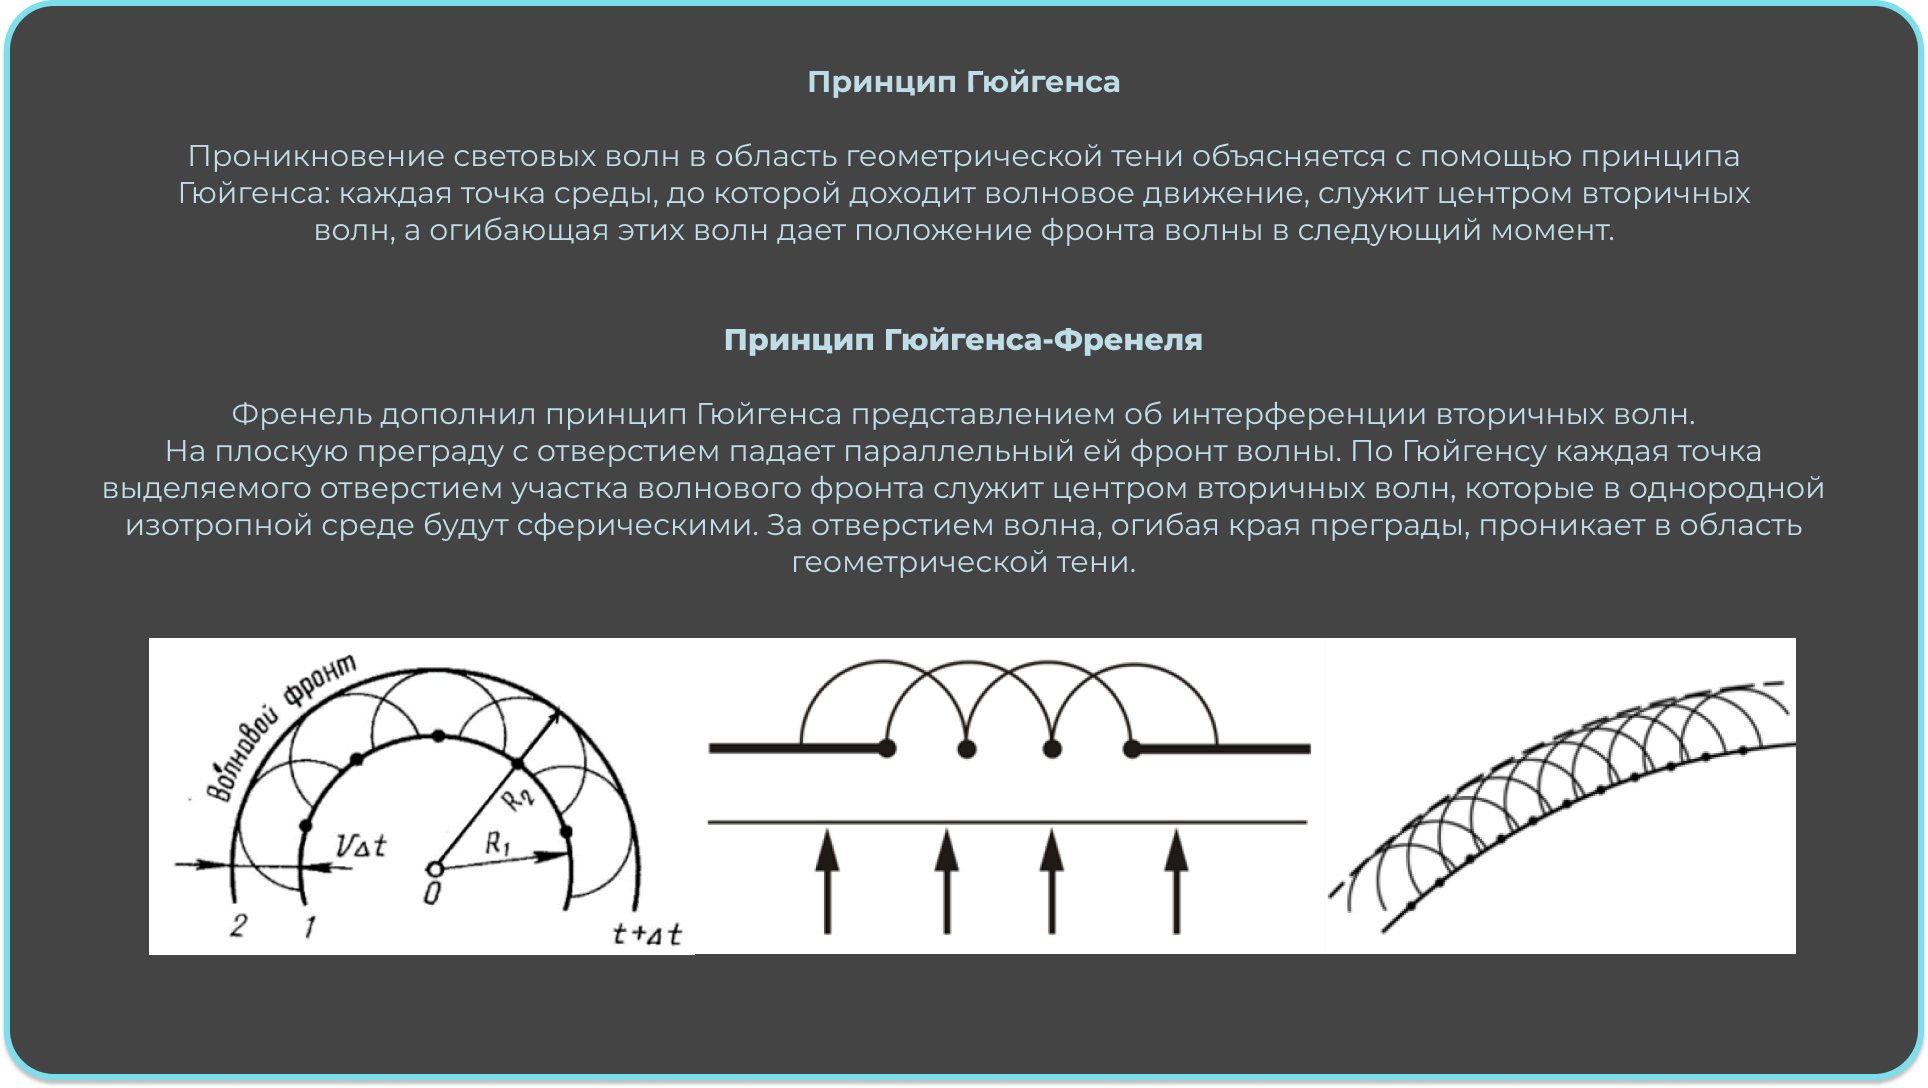 Принцип Гюйгенса
Проникновение световых волн в область геометрической тени объясняется с помощью принципа
Гюйгенса: каждая точка среды, до которой доходит волновое движение, служит центром вторичных
волн, а огибающая этих волн дает положение фронта волны в следующий момент.
Принцип Гюйгенса-Френеля
Френель дополнил принцип Гюйгенса представлением об интерференции вторичных волн.
На плоскую преграду с отверстием падает параллельный ей фронт волны. По Гюйгенсу каждая точка
выделяемого отверстием участка волнового фронта служит центром вторичных волн, которые в однородной
изотропной среде будут сферическими. За отверстием волна, огибая края преграды, проникает в область
геометрической тени.
Волновой фронт
R₂
VΔt
R₁
O
2
1
t+Δt